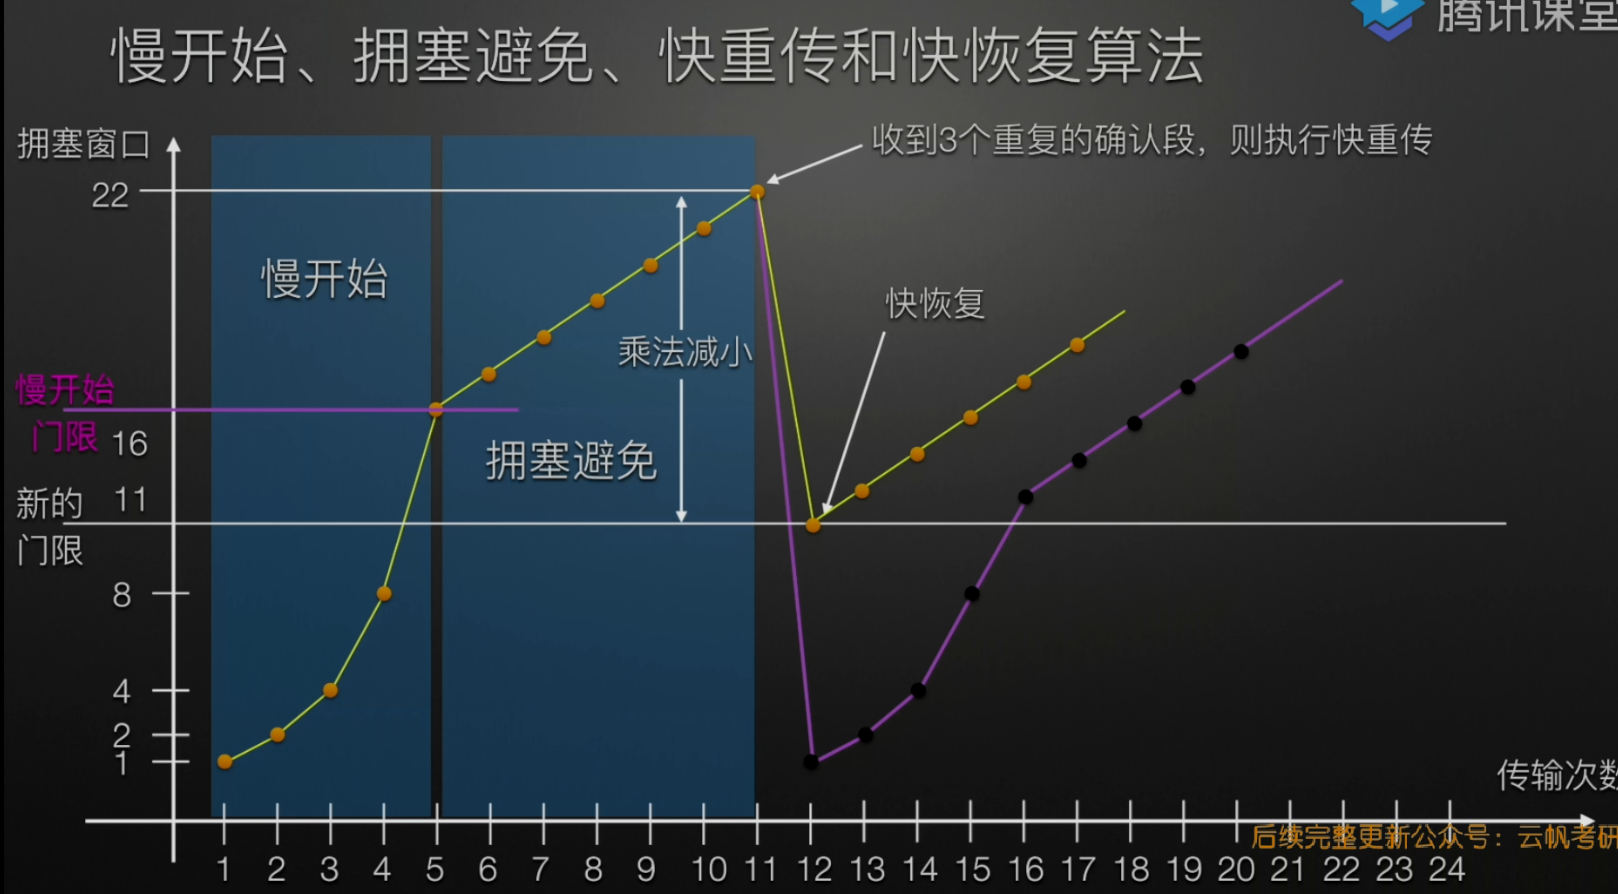 腾讯课堂
慢开始、拥塞避免、快重传和快恢复算法
拥塞窗口
收到3个重复的确认段，则执行快重传
22
慢开始
快恢复
乘法减小
慢开始
门限
16
拥塞避免
新的
11
门限
8
4
2
1
传输次数
后续完整更新公众号：云帆考研
1 2 3 4 5 6 7 8 9 10 11 12 13 14 15 16 17 18 19 20 21 22 23 24